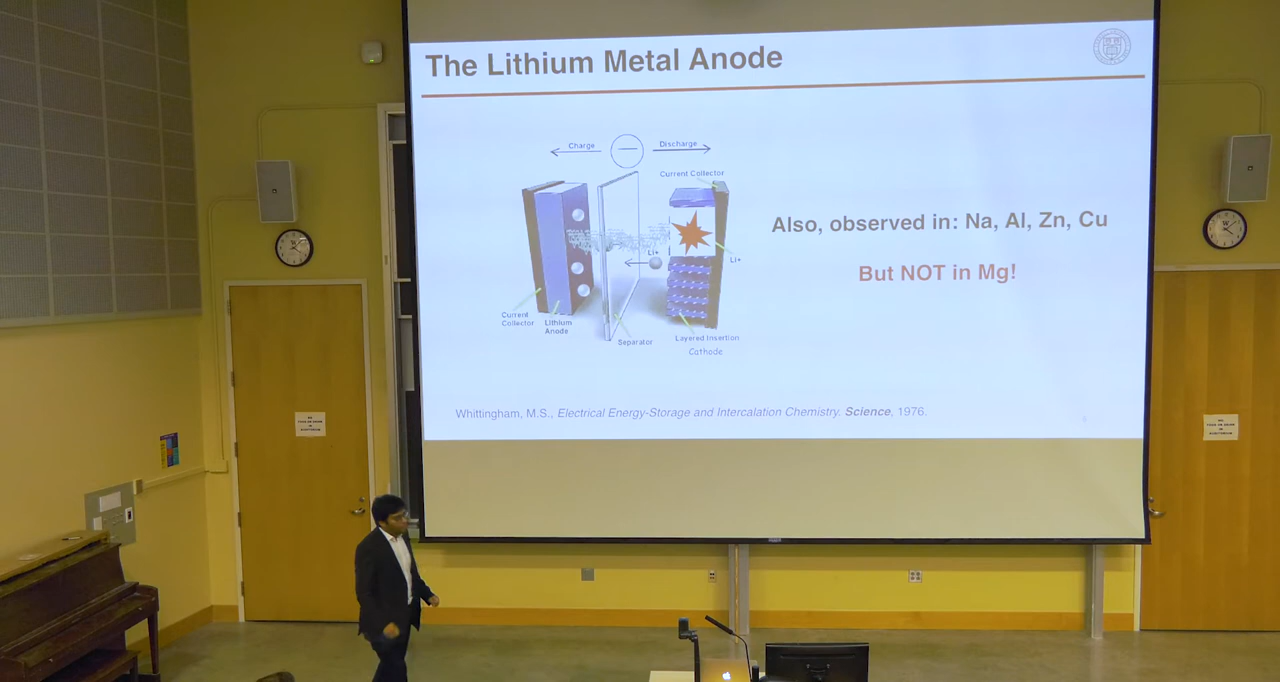 The Lithium Metal Anode
Charge
Discharge
Current Collector
Li+
Li+
Current
Collector
Lithium
Anode
Separator
Layered Insertion
Cathode
Also, observed in: Na, Al, Zn, Cu
But NOT in Mg!
Whittingham, M.S., Electrical Energy-Storage and Intercalation Chemistry. Science, 1976.